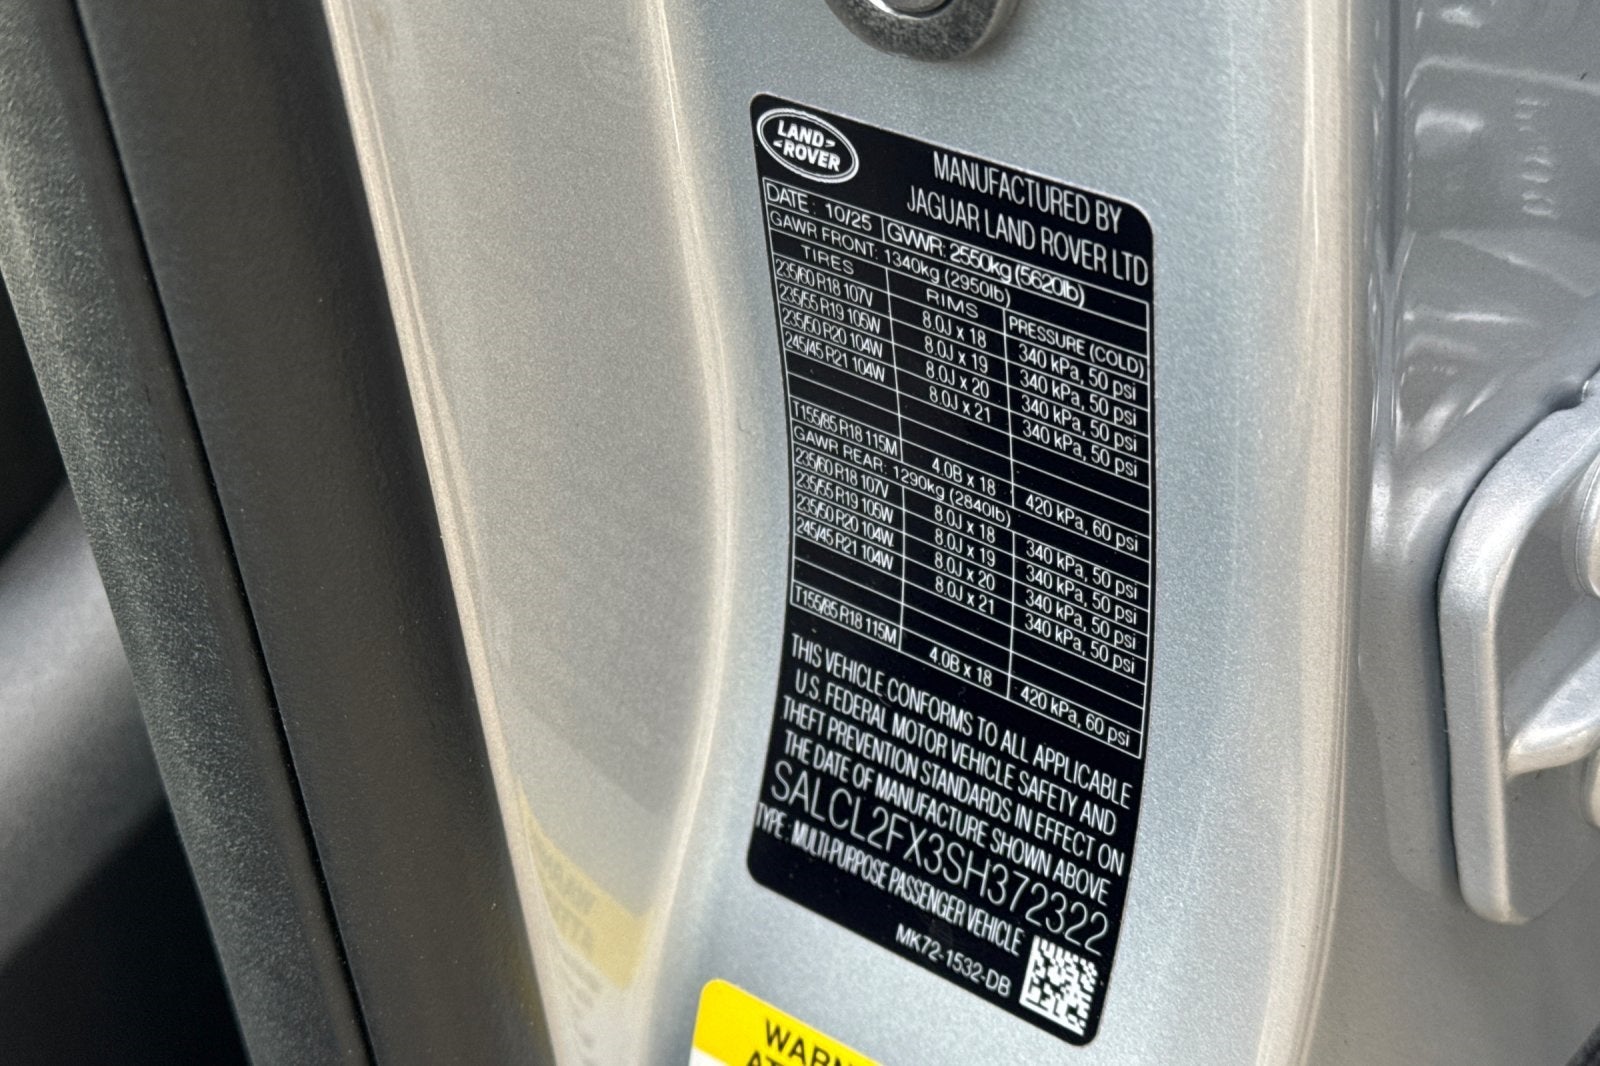 LAND
ROVER
MANUFACTURED BY
JAGUAR LAND ROVER LTD
DATE: 10/25 GVWR: 2550kg (5620lb)
GAWR FRONT: 1340kg (2950lb)
TIRES RIMS PRESSURE (COLD)
235/60 R18 107V 8.0J x 18 340 kPa, 50 psi
235/55 R19 105W 8.0J x 19 340 kPa, 50 psi
235/50 R20 104W 8.0J x 20 340 kPa, 50 psi
245/45 R21 104W 8.0J x 21 340 kPa, 50 psi
T155/85 R18 115M 4.0B x 18 420 kPa, 60 psi
GAWR REAR: 1290kg (2840lb)
235/60 R18 107V 8.0J x 18 340 kPa, 50 psi
235/55 R19 105W 8.0J x 19 340 kPa, 50 psi
235/50 R20 104W 8.0J x 20 340 kPa, 50 psi
245/45 R21 104W 8.0J x 21 340 kPa, 50 psi
T155/85 R18 115M 4.0B x 18 420 kPa, 60 psi
THIS VEHICLE CONFORMS TO ALL APPLICABLE
U.S. FEDERAL MOTOR VEHICLE SAFETY AND
THEFT PREVENTION STANDARDS IN EFFECT ON
THE DATE OF MANUFACTURE SHOWN ABOVE
SALCL2FX3SH372322
TYPE: MULTI-PURPOSE PASSENGER VEHICLE
MK72-1532-DB
WARN